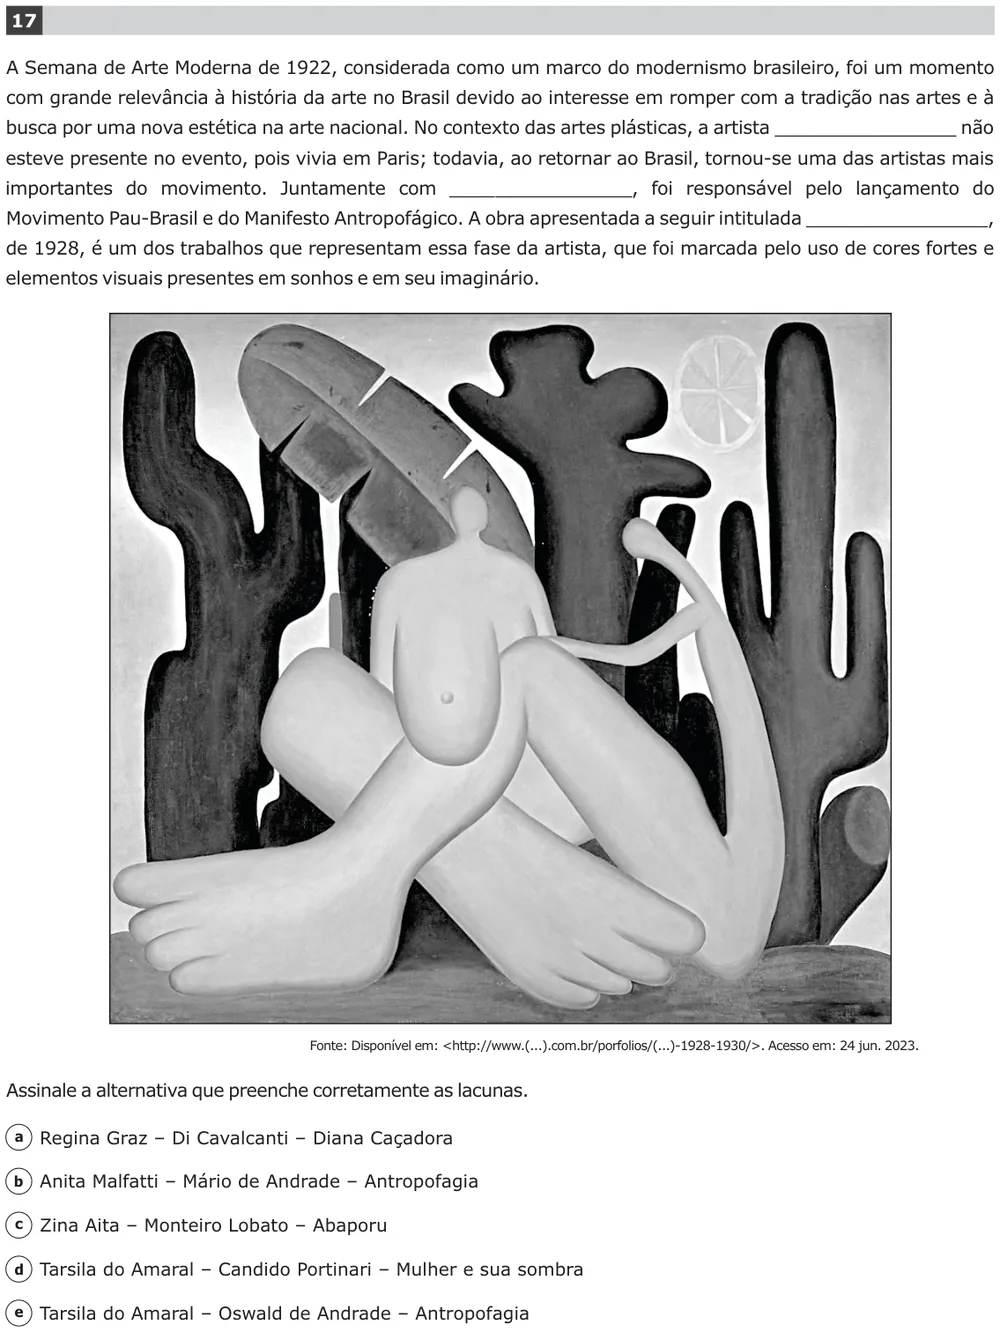 17
A Semana de Arte Moderna de 1922, considerada como um marco do modernismo brasileiro, foi um momento
com grande relevância à história da arte no Brasil devido ao interesse em romper com a tradição nas artes e à
busca por uma nova estética na arte nacional. No contexto das artes plásticas, a artista __________________ não
esteve presente no evento, pois vivia em Paris; todavia, ao retornar ao Brasil, tornou-se uma das artistas mais
importantes do movimento. Juntamente com __________________, foi responsável pelo lançamento do
Movimento Pau-Brasil e do Manifesto Antropofágico. A obra apresentada a seguir intitulada __________________,
de 1928, é um dos trabalhos que representam essa fase da artista, que foi marcada pelo uso de cores fortes e
elementos visuais presentes em sonhos e em seu imaginário.
Fonte: Disponível em: <http://www.(...).com.br/porfolios/(...)-1928-1930/>. Acesso em: 24 jun. 2023.
Assinale a alternativa que preenche corretamente as lacunas.
a Regina Graz – Di Cavalcanti – Diana Caçadora
b Anita Malfatti – Mário de Andrade – Antropofagia
c Zina Aita – Monteiro Lobato – Abaporu
d Tarsila do Amaral – Candido Portinari – Mulher e sua sombra
e Tarsila do Amaral – Oswald de Andrade – Antropofagia